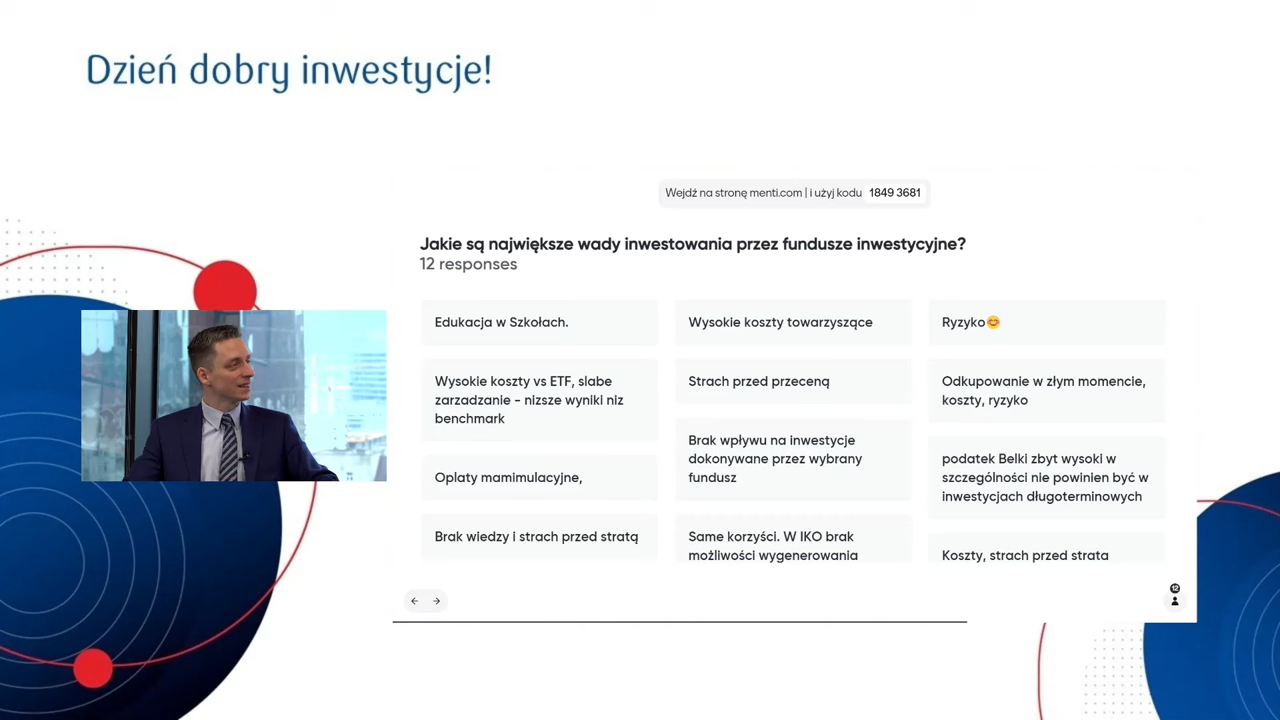 Dzień dobry inwestycje!
Wejdź na stronę menti.com | i użyj kodu 1849 3681
Jakie są największe wady inwestowania przez fundusze inwestycyjne?
12 responses
Edukacja w Szkołach.
Wysokie koszty vs ETF, slabe
zarzadzanie - nizsze wyniki niz
benchmark
Oplaty mamimulacyjne,
Brak wiedzy i strach przed stratą
Wysokie koszty towarzyszące
Strach przed przeceną
Brak wpływu na inwestycje
dokonywane przez wybrany
fundusz
Same korzyści. W IKO brak
możliwości wygenerowania
Ryzyko😊
Odkupowanie w złym momencie,
koszty, ryzyko
podatek Belki zbyt wysoki w
szczególności nie powinien być w
inwestycjach długoterminowych
Koszty, strach przed strata
12